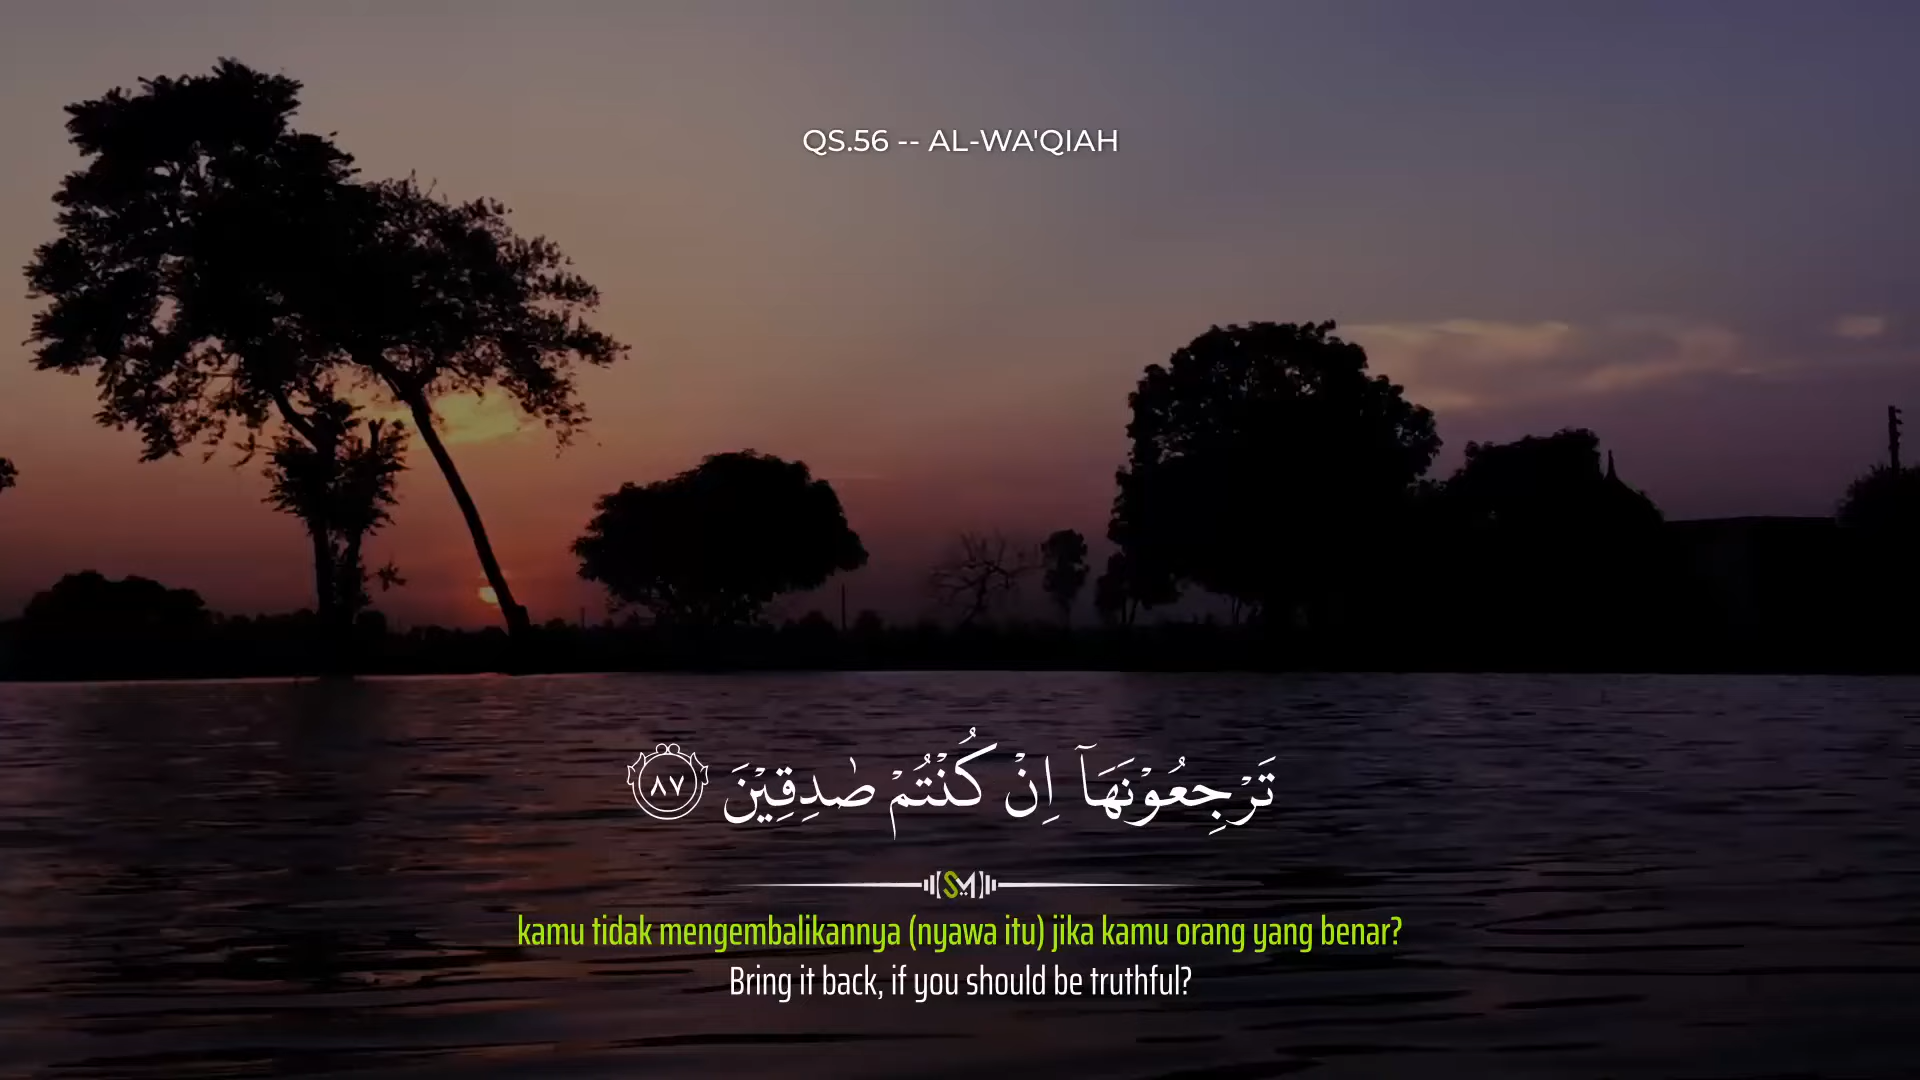 QS.56 -- AL-WA'QIAH
تَرْجِعُوْنَهَآ اِنْ كُنْتُمْ صٰدِقِيْنَ ٨٧
SM
kamu tidak mengembalikannya (nyawa itu) jika kamu orang yang benar?
Bring it back, if you should be truthful?